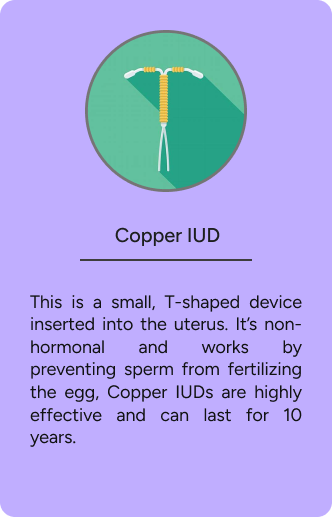 Copper IUD
This is a small, T-shaped device
inserted into the uterus. It’s non-
hormonal and works by
preventing sperm from fertilizing
the egg, Copper IUDs are highly
effective and can last for 10
years.